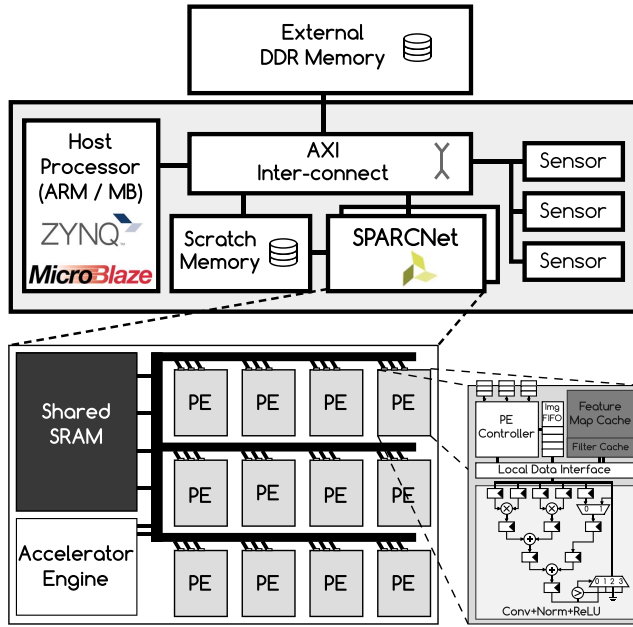 External
DDR Memory
Host
Processor
(ARM / MB)
ZYNQ
MicroBlaze
AXI
Inter-connect
Sensor
Sensor
Sensor
Scratch
Memory
SPARCNet
Shared
SRAM
Accelerator
Engine
PE PE PE PE
PE PE PE PE
PE PE PE PE
PE
Controller
Img
FIFO
Feature
Map Cache
Filter Cache
Local Data Interface
0 1
0 1 2 3
Conv+Norm+ReLU